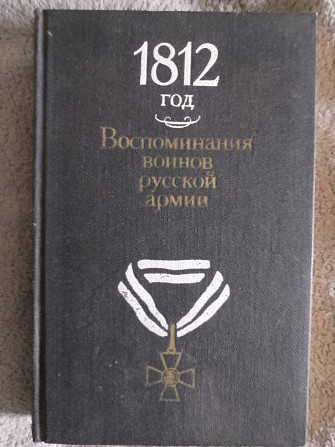 1812
год
Воспоминания
воинов
русской
армии